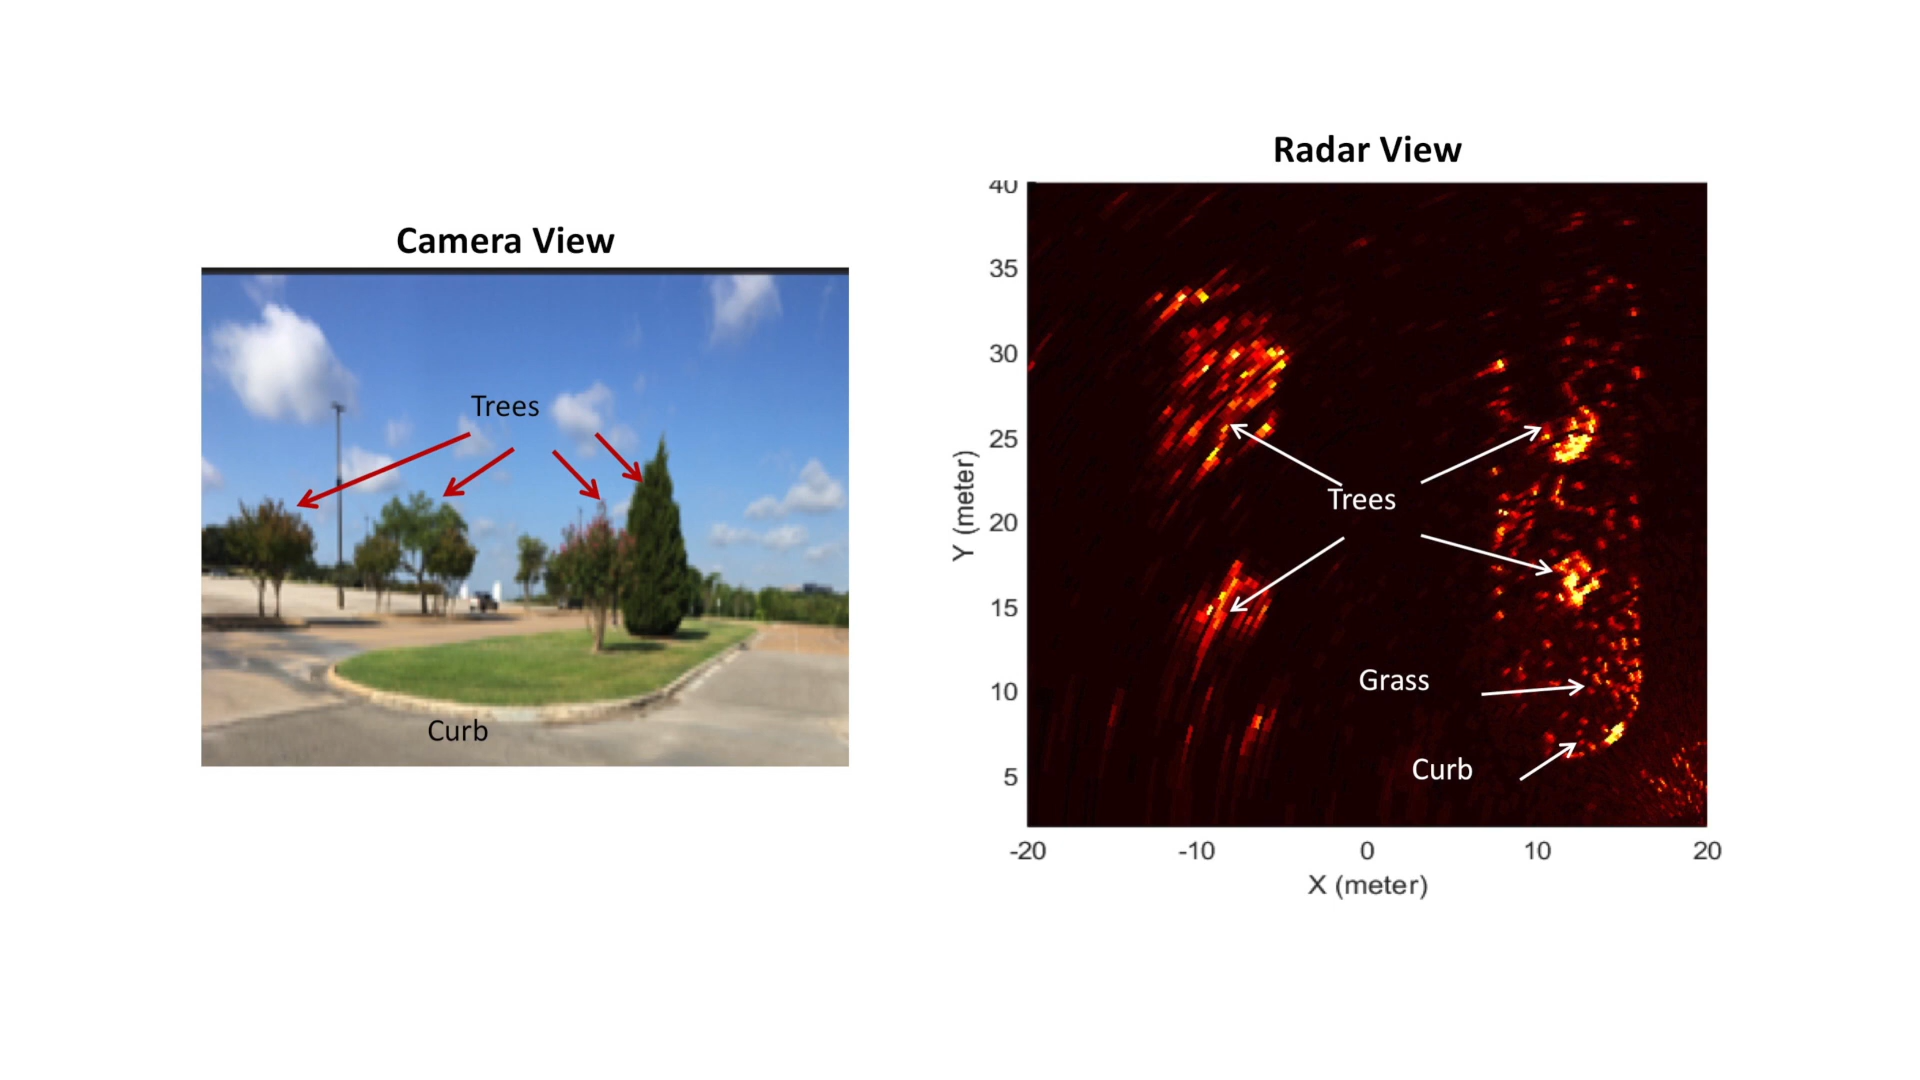 Camera View
Trees
Curb
Radar View
40
35
30
25
20
15
10
5
Y (meter)
Trees
Grass
Curb
-20 -10 0 10 20
X (meter)